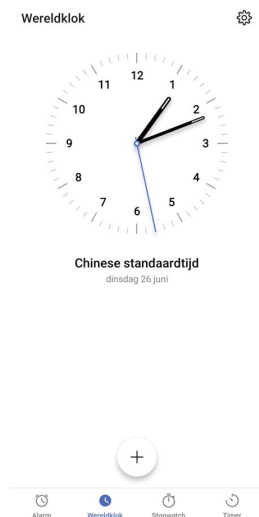 Wereldklok
12
11
1
10
2
9
3
8
4
7
5
6
Chinese standaardtijd
dinsdag 26 juni
Alarm
Wereldklok
Stopwatch
Timer